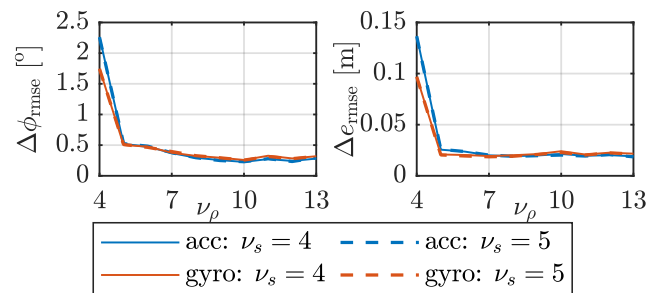 2.5
2
1.5
1
0.5
0
Δϕrmse [º]
4 7 10 13
νρ
0.15
0.1
0.05
0
Δermse [m]
4 7 10 13
νρ
acc: νs = 4 acc: νs = 5
gyro: νs = 4 gyro: νs = 5